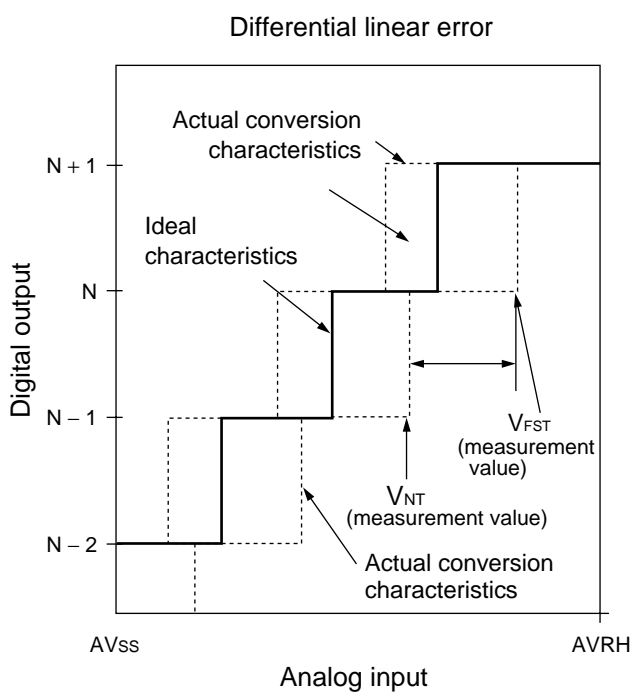 Differential linear error
Actual conversion
characteristics
N + 1
Ideal
characteristics
N
Digital output
N − 1
VFST
(measurement
value)
VNT
(measurement value)
N − 2
Actual conversion
characteristics
AVss
AVRH
Analog input